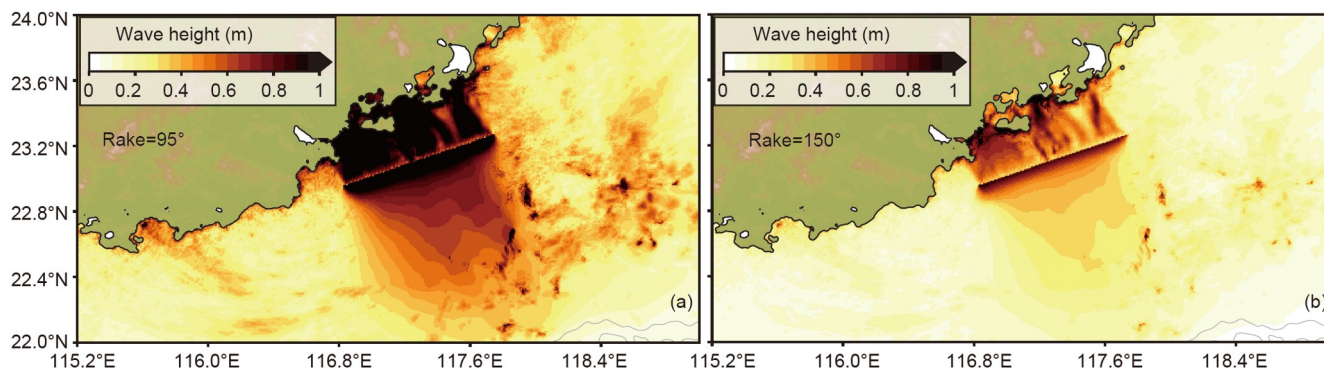 24.0°N
23.6°N
23.2°N
22.8°N
22.4°N
22.0°N
Wave height (m)
0 0.2 0.4 0.6 0.8 1
Rake=95°
(a)
115.2°E 116.0°E 116.8°E 117.6°E 118.4°E
Wave height (m)
0 0.2 0.4 0.6 0.8 1
Rake=150°
(b)
115.2°E 116.0°E 116.8°E 117.6°E 118.4°E